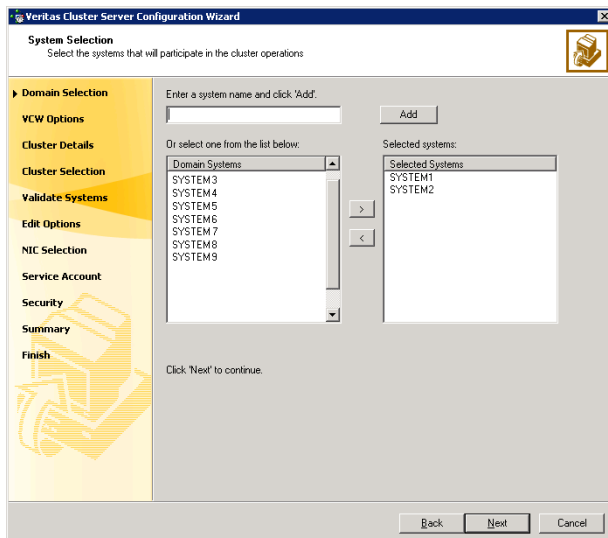 Veritas Cluster Server Configuration Wizard
System Selection
Select the systems that will participate in the cluster operations
Domain Selection
VCW Options
Cluster Details
Cluster Selection
Validate Systems
Edit Options
NIC Selection
Service Account
Security
Summary
Finish
Enter a system name and click 'Add'.
Add
Or select one from the list below:
Domain Systems
SYSTEM3
SYSTEM4
SYSTEM5
SYSTEM6
SYSTEM7
SYSTEM8
SYSTEM9
>
<
Selected systems:
Selected Systems
SYSTEM1
SYSTEM2
Click 'Next' to continue.
Back
Next
Cancel